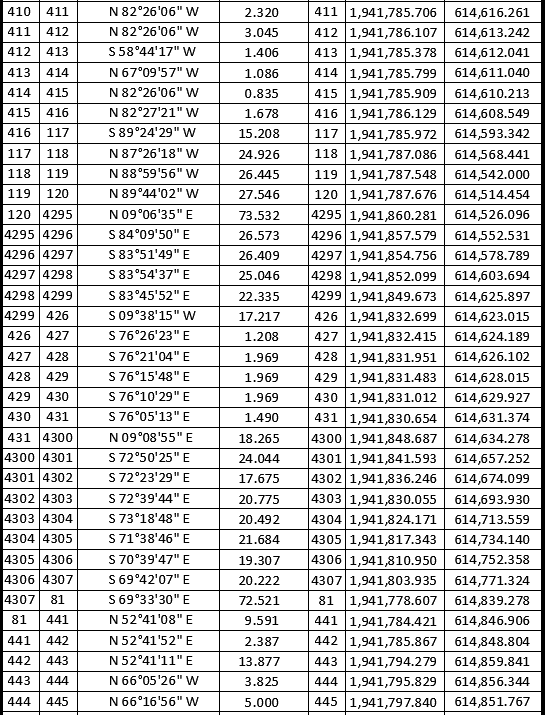 410 411 N 82°26'06" W 2.320 411 1,941,785.706 614,616.261
411 412 N 82°26'06" W 3.045 412 1,941,786.107 614,613.242
412 413 S 58°44'17" W 1.406 413 1,941,785.378 614,612.041
413 414 N 67°09'57" W 1.086 414 1,941,785.799 614,611.040
414 415 N 82°26'06" W 0.835 415 1,941,785.909 614,610.213
415 416 N 82°27'21" W 1.678 416 1,941,786.129 614,608.549
416 117 S 89°24'29" W 15.208 117 1,941,785.972 614,593.342
117 118 N 87°26'18" W 24.926 118 1,941,787.086 614,568.441
118 119 N 88°59'56" W 26.445 119 1,941,787.548 614,542.000
119 120 N 89°44'02" W 27.546 120 1,941,787.676 614,514.454
120 4295 N 09°06'35" E 73.532 4295 1,941,860.281 614,526.096
4295 4296 S 84°09'50" E 26.573 4296 1,941,857.579 614,552.531
4296 4297 S 83°51'49" E 26.409 4297 1,941,854.756 614,578.789
4297 4298 S 83°54'37" E 25.046 4298 1,941,852.099 614,603.694
4298 4299 S 83°45'52" E 22.335 4299 1,941,849.673 614,625.897
4299 426 S 09°38'15" W 17.217 426 1,941,832.699 614,623.015
426 427 S 76°26'23" E 1.208 427 1,941,832.415 614,624.189
427 428 S 76°21'04" E 1.969 428 1,941,831.951 614,626.102
428 429 S 76°15'48" E 1.969 429 1,941,831.483 614,628.015
429 430 S 76°10'29" E 1.969 430 1,941,831.012 614,629.927
430 431 S 76°05'13" E 1.490 431 1,941,830.654 614,631.374
431 4300 N 09°08'55" E 18.265 4300 1,941,848.687 614,634.278
4300 4301 S 72°50'25" E 24.044 4301 1,941,841.593 614,657.252
4301 4302 S 72°23'29" E 17.675 4302 1,941,836.246 614,674.099
4302 4303 S 72°39'44" E 20.775 4303 1,941,830.055 614,693.930
4303 4304 S 73°18'48" E 20.492 4304 1,941,824.171 614,713.559
4304 4305 S 71°38'46" E 21.684 4305 1,941,817.343 614,734.140
4305 4306 S 70°39'47" E 19.307 4306 1,941,810.950 614,752.358
4306 4307 S 69°42'07" E 20.222 4307 1,941,803.935 614,771.324
4307 81 S 69°33'30" E 72.521 81 1,941,778.607 614,839.278
81 441 N 52°41'08" E 9.591 441 1,941,784.421 614,846.906
441 442 N 52°41'52" E 2.387 442 1,941,785.867 614,848.804
442 443 N 52°41'11" E 13.877 443 1,941,794.279 614,859.841
443 444 N 66°05'26" W 3.825 444 1,941,795.829 614,856.344
444 445 N 66°16'56" W 5.000 445 1,941,797.840 614,851.767